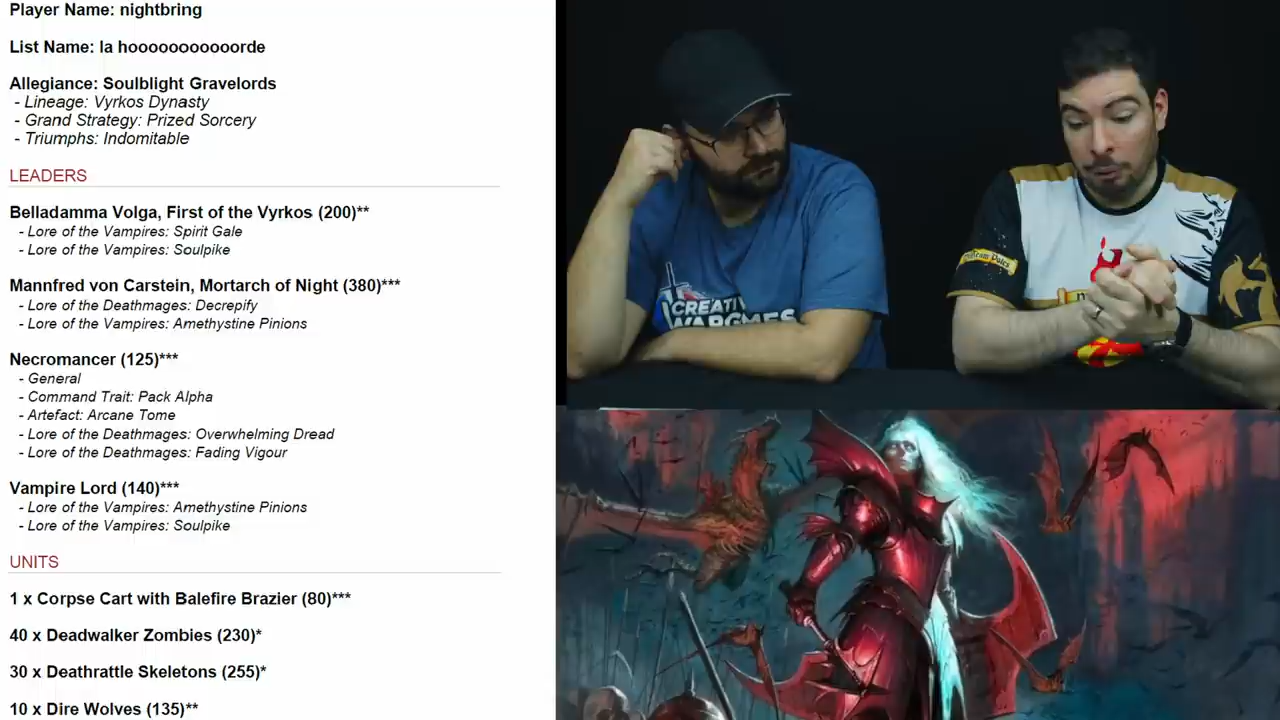 Player Name: nightbring
List Name: la hooooooooooorde
Allegiance: Soulblight Gravelords
- Lineage: Vyrkos Dynasty
- Grand Strategy: Prized Sorcery
- Triumphs: Indomitable
LEADERS
Belladamma Volga, First of the Vyrkos (200)**
- Lore of the Vampires: Spirit Gale
- Lore of the Vampires: Soulpike
Mannfred von Carstein, Mortarch of Night (380)***
- Lore of the Deathmages: Decrepify
- Lore of the Vampires: Amethystine Pinions
Necromancer (125)***
- General
- Command Trait: Pack Alpha
- Artefact: Arcane Tome
- Lore of the Deathmages: Overwhelming Dread
- Lore of the Deathmages: Fading Vigour
Vampire Lord (140)***
- Lore of the Vampires: Amethystine Pinions
- Lore of the Vampires: Soulpike
UNITS
1 x Corpse Cart with Balefire Brazier (80)***
40 x Deadwalker Zombies (230)*
30 x Deathrattle Skeletons (255)*
10 x Dire Wolves (135)**
CREATIV
WARGMES